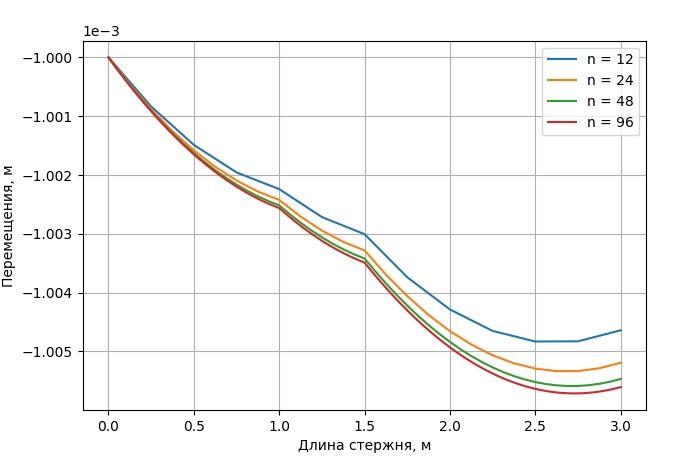 1e−3
−1.000
−1.001
−1.002
−1.003
−1.004
−1.005
Перемещения, м
n = 12
n = 24
n = 48
n = 96
0.0 0.5 1.0 1.5 2.0 2.5 3.0
Длина стержня, м